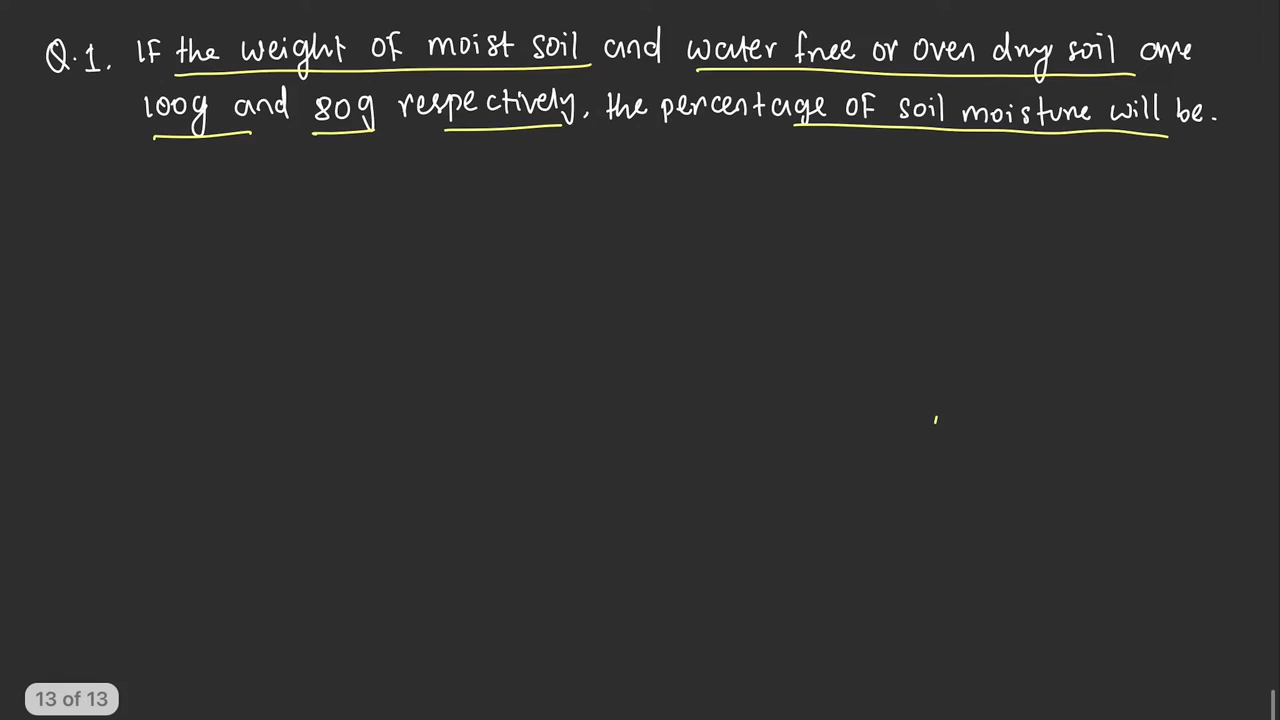 Q.1. If the weight of moist soil and water free or oven dry soil are
100g and 80g respectively, the percentage of soil moisture will be.
13 of 13